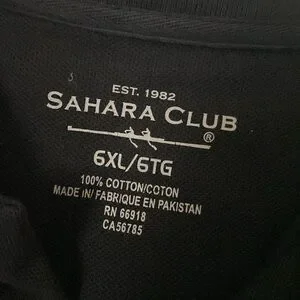 EST. 1982
SAHARA CLUB
®
6XL/6TG
100% COTTON/COTON
MADE IN/ FABRIQUE EN PAKISTAN
RN 66918
CA56785